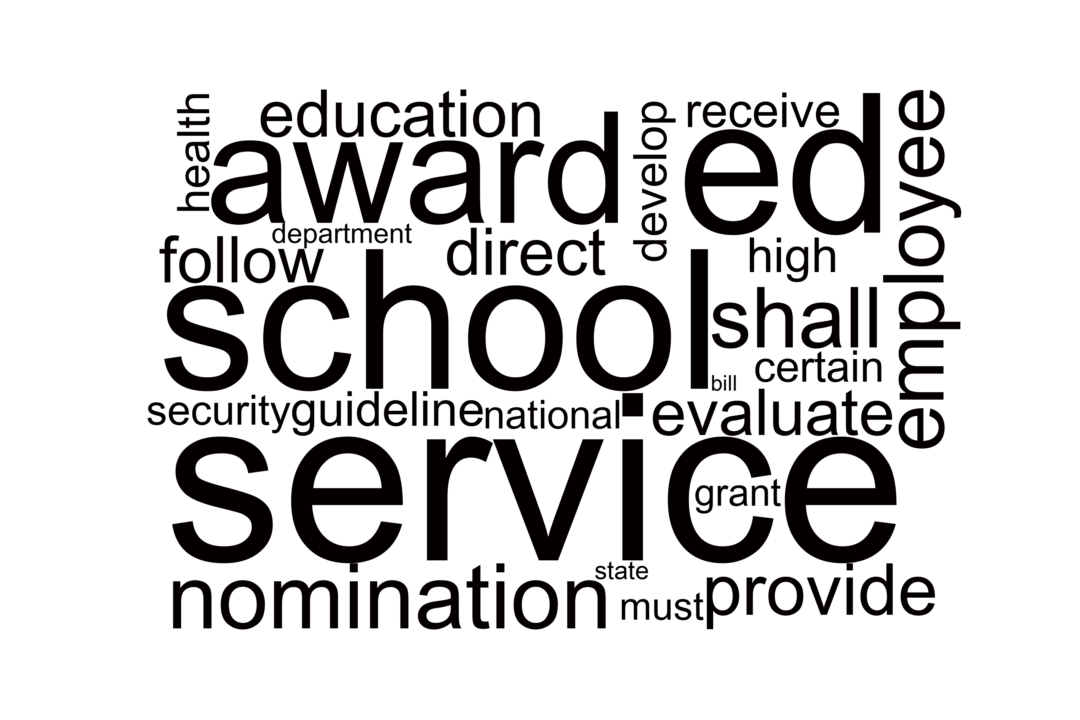 health
education
award
develop
receive
ed
employee
department
follow
direct
high
school
shall
certain
bill
security
guideline
national
evaluate
service
grant
nomination
state
must
provide